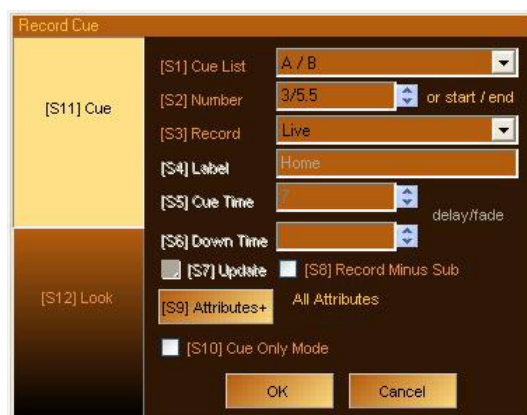 Record Cue
[S11] Cue
[S12] Look
[S1] Cue List A / B
[S2] Number 3/5.5 or start / end
[S3] Record Live
[S4] Label Home
[S5] Cue Time 7
delay/fade
[S6] Down Time
[S7] Update [S8] Record Minus Sub
[S9] Attributes+ All Attributes
[S10] Cue Only Mode
OK Cancel